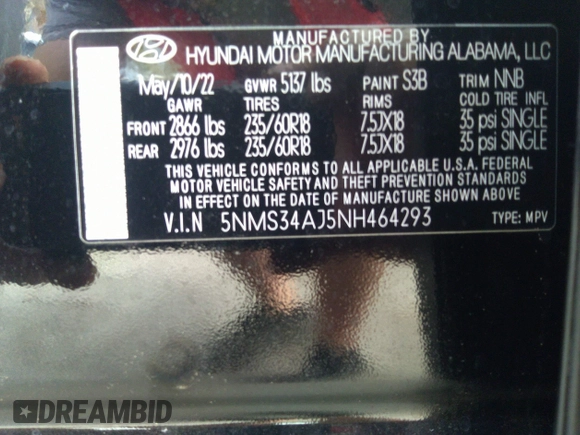 MANUFACTURED BY
HYUNDAI MOTOR MANUFACTURING ALABAMA, LLC
May/10/22 GVWR 5137 lbs PAINT S3B TRIM NNB
GAWR TIRES RIMS COLD TIRE INFL
FRONT 2866 lbs 235/60R18 7.5JX18 35 psi SINGLE
REAR 2976 lbs 235/60R18 7.5JX18 35 psi SINGLE
THIS VEHICLE CONFORMS TO ALL APPLICABLE U.S.A. FEDERAL
MOTOR VEHICLE SAFETY AND THEFT PREVENTION STANDARDS
IN EFFECT ON THE DATE OF MANUFACTURE SHOWN ABOVE.
V.I.N 5NMS34AJ5NH464293 TYPE: MPV
DREAMBID